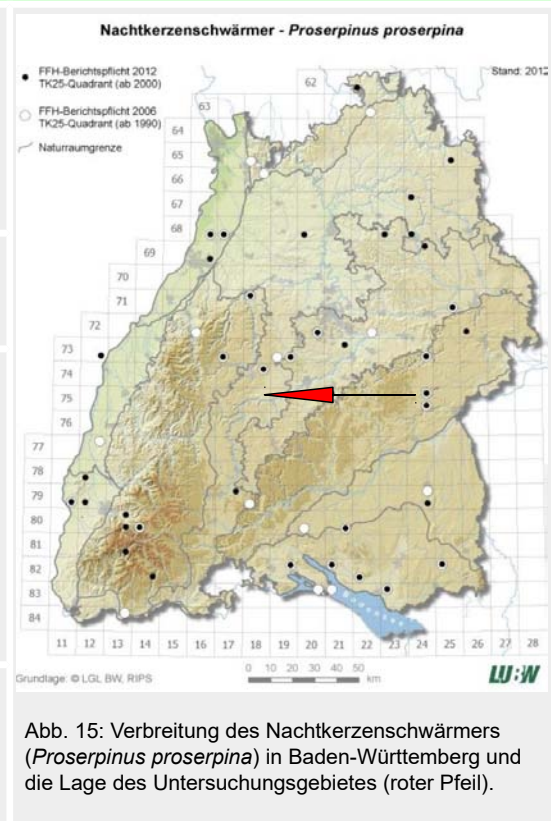 Nachtkerzenschwärmer - Proserpinus proserpina
FFH-Berichtspflicht 2012
TK25-Quadrant (ab 2000)
FFH-Berichtspflicht 2006
TK25-Quadrant (ab 1990)
Naturraumgrenze
Stand: 2012
62
63
64
65
66
67
68
69
70
71
72
73
74
75
76
77
78
79
80
81
82
83
84
11 12 13 14 15 16 17 18 19 20 21 22 23 24 25 26 27 28
0 10 20 30 40 50
km
Grundlage: © LGL BW, RIPS
LU:W
Abb. 15: Verbreitung des Nachtkerzenschwärmers
(Proserpinus proserpina) in Baden-Württemberg und
die Lage des Untersuchungsgebietes (roter Pfeil).